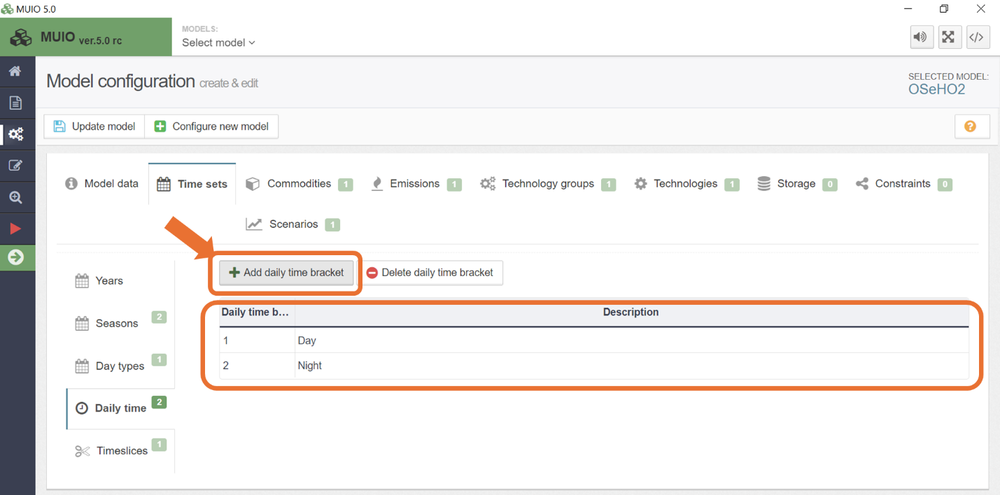 MUIO 5.0
MUIO ver.5.0 rc
MODELS:
Select model
Model configuration create & edit
SELECTED MODEL:
OSeHO2
Update model
Configure new model
Model data
Time sets
Commodities 1
Emissions 1
Technology groups 1
Technologies 1
Storage 0
Constraints 0
Scenarios 1
Years
Seasons 2
Day types 1
Daily time 2
Timeslices 1
Add daily time bracket
Delete daily time bracket
Daily time b... Description
1 Day
2 Night